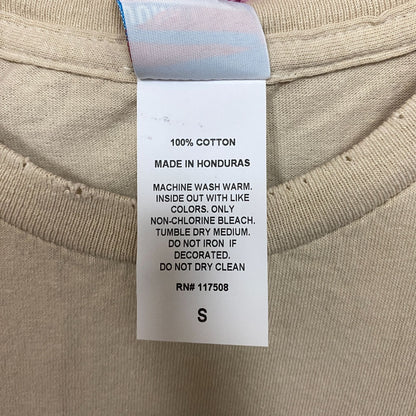 100% COTTON
MADE IN HONDURAS
MACHINE WASH WARM.
INSIDE OUT WITH LIKE
COLORS. ONLY
NON-CHLORINE BLEACH.
TUMBLE DRY MEDIUM.
DO NOT IRON IF
DECORATED.
DO NOT DRY CLEAN
RN# 117508
S